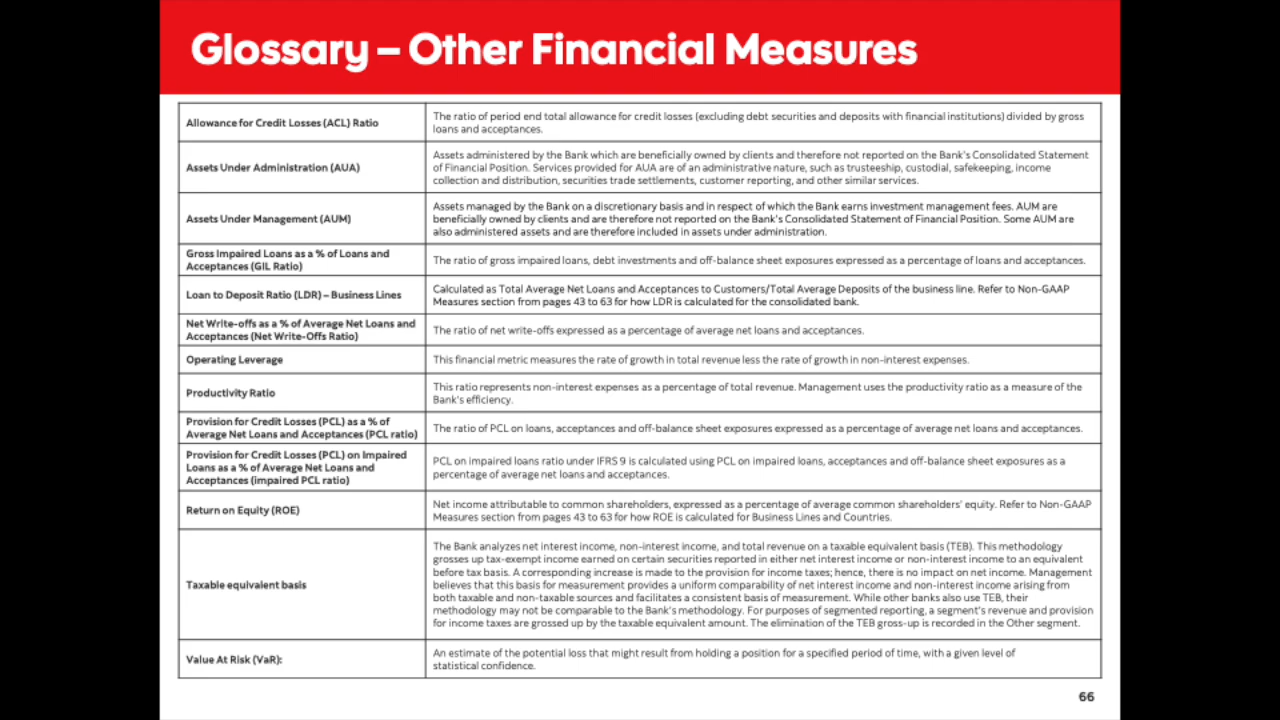 Glossary – Other Financial Measures
Allowance for Credit Losses (ACL) Ratio
The ratio of period end total allowance for credit losses (excluding debt securities and deposits with financial institutions) divided by gross
loans and acceptances.
Assets Under Administration (AUA)
Assets administered by the Bank which are beneficially owned by clients and therefore not reported on the Bank's Consolidated Statement
of Financial Position. Services provided for AUA are of an administrative nature, such as trusteeship, custodial, safekeeping, income
collection and distribution, securities trade settlements, customer reporting, and other similar services.
Assets Under Management (AUM)
Assets managed by the Bank on a discretionary basis and in respect of which the Bank earns investment management fees. AUM are
beneficially owned by clients and are therefore not reported on the Bank's Consolidated Statement of Financial Position. Some AUM are
also administered assets and are therefore included in assets under administration.
Gross Impaired Loans as a % of Loans and
Acceptances (GIL Ratio)
The ratio of gross impaired loans, debt investments and off-balance sheet exposures expressed as a percentage of loans and acceptances.
Loan to Deposit Ratio (LDR) – Business Lines
Calculated as Total Average Net Loans and Acceptances to Customers/Total Average Deposits of the business line. Refer to Non-GAAP
Measures section from pages 43 to 63 for how LDR is calculated for the consolidated bank.
Net Write-offs as a % of Average Net Loans and
Acceptances (Net Write-Offs Ratio)
The ratio of net write-offs expressed as a percentage of average net loans and acceptances.
Operating Leverage
This financial metric measures the rate of growth in total revenue less the rate of growth in non-interest expenses.
Productivity Ratio
This ratio represents non-interest expenses as a percentage of total revenue. Management uses the productivity ratio as a measure of the
Bank's efficiency.
Provision for Credit Losses (PCL) as a % of
Average Net Loans and Acceptances (PCL ratio)
The ratio of PCL on loans, acceptances and off-balance sheet exposures expressed as a percentage of average net loans and acceptances.
Provision for Credit Losses (PCL) on Impaired
Loans as a % of Average Net Loans and
Acceptances (impaired PCL ratio)
PCL on impaired loans ratio under IFRS 9 is calculated using PCL on impaired loans, acceptances and off-balance sheet exposures as a
percentage of average net loans and acceptances.
Return on Equity (ROE)
Net income attributable to common shareholders, expressed as a percentage of average common shareholders' equity. Refer to Non-GAAP
Measures section from pages 43 to 63 for how ROE is calculated for Business Lines and Countries.
Taxable equivalent basis
The Bank analyzes net interest income, non-interest income, and total revenue on a taxable equivalent basis (TEB). This methodology
grosses up tax-exempt income earned on certain securities reported in either net interest income or non-interest income to an equivalent
before tax basis. A corresponding increase is made to the provision for income taxes; hence, there is no impact on net income. Management
believes that this basis for measurement provides a uniform comparability of net interest income and non-interest income arising from
both taxable and non-taxable sources and facilitates a consistent basis of measurement. While other banks also use TEB, their
methodology may not be comparable to the Bank's methodology. For purposes of segmented reporting, a segment's revenue and provision
for income taxes are grossed up by the taxable equivalent amount. The elimination of the TEB gross-up is recorded in the Other segment.
Value At Risk (VaR):
An estimate of the potential loss that might result from holding a position for a specified period of time, with a given level of
statistical confidence.
66